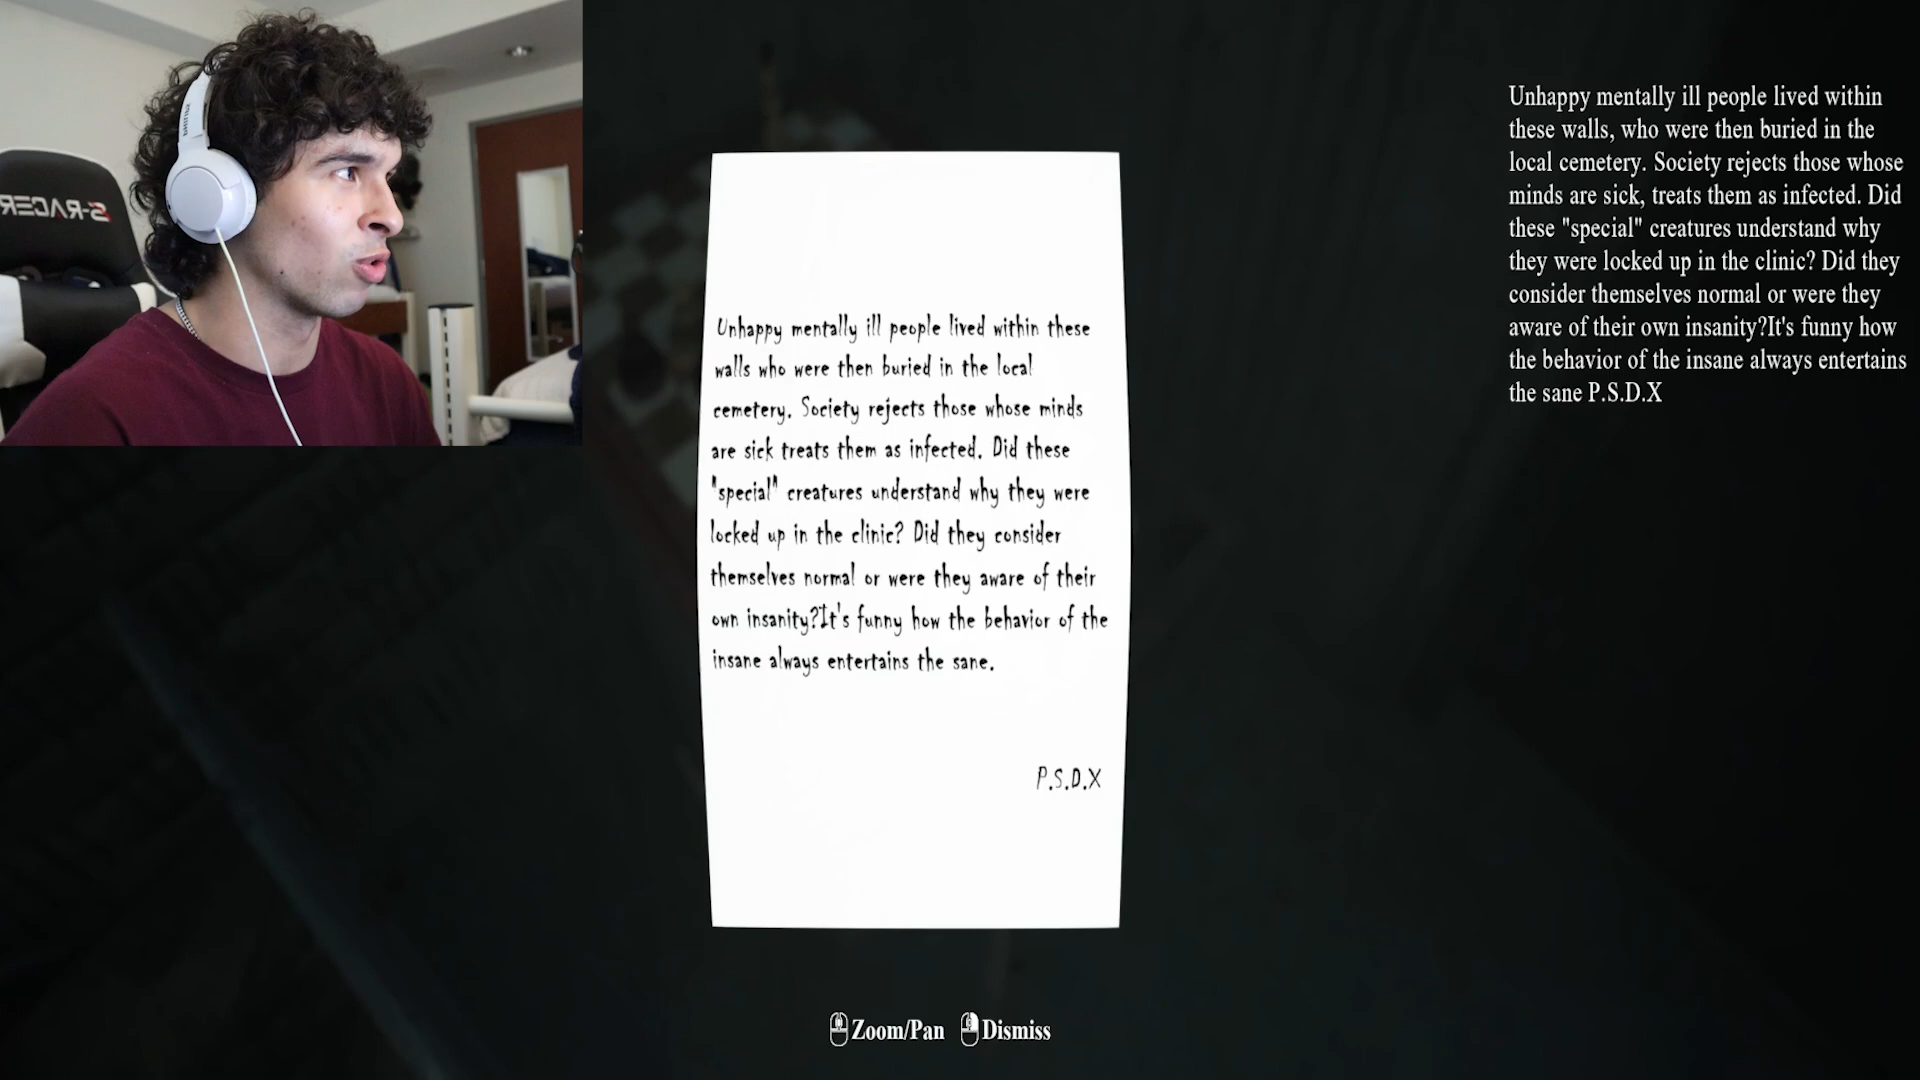 S-RACER
PHILIPS
Unhappy mentally ill people lived within these
walls who were then buried in the local
cemetery. Society rejects those whose minds
are sick treats them as infected. Did these
"special" creatures understand why they were
locked up in the clinic? Did they consider
themselves normal or were they aware of their
own insanity?It's funny how the behavior of the
insane always entertains the sane.
P.S.D.X
Unhappy mentally ill people lived within
these walls, who were then buried in the
local cemetery. Society rejects those whose
minds are sick, treats them as infected. Did
these "special" creatures understand why
they were locked up in the clinic? Did they
consider themselves normal or were they
aware of their own insanity?It's funny how
the behavior of the insane always entertains
the sane P.S.D.X
Zoom/Pan Dismiss